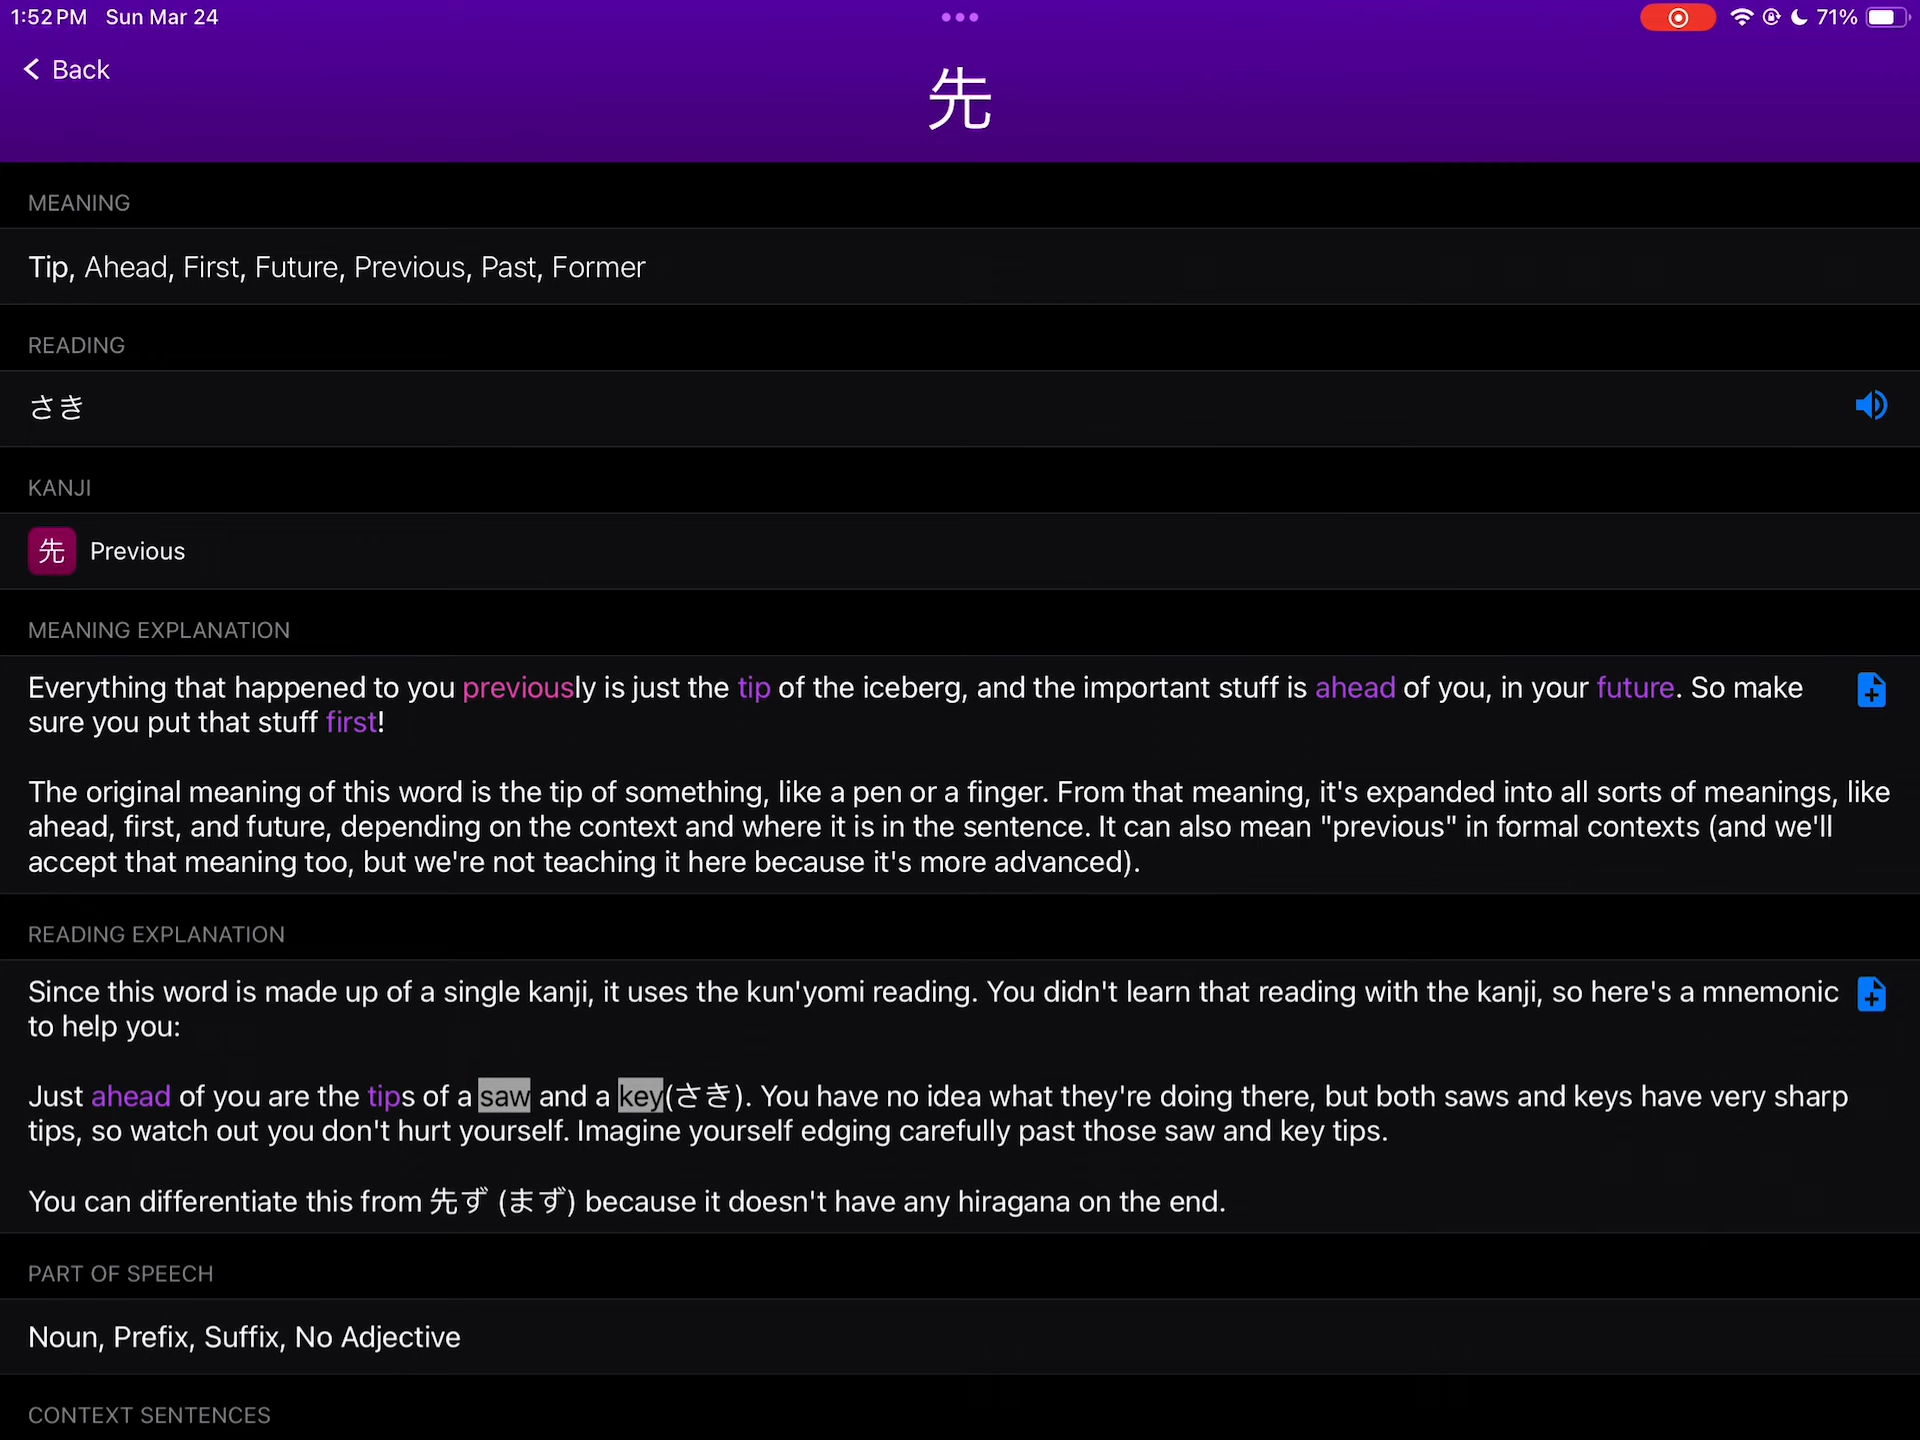 1:52 PM Sun Mar 24
71%
Back
先
MEANING
Tip, Ahead, First, Future, Previous, Past, Former
READING
さき
KANJI
先 Previous
MEANING EXPLANATION
Everything that happened to you previously is just the tip of the iceberg, and the important stuff is ahead of you, in your future. So make
sure you put that stuff first!
The original meaning of this word is the tip of something, like a pen or a finger. From that meaning, it's expanded into all sorts of meanings, like
ahead, first, and future, depending on the context and where it is in the sentence. It can also mean "previous" in formal contexts (and we'll
accept that meaning too, but we're not teaching it here because it's more advanced).
READING EXPLANATION
Since this word is made up of a single kanji, it uses the kun'yomi reading. You didn't learn that reading with the kanji, so here's a mnemonic
to help you:
Just ahead of you are the tips of a saw and a key(さき). You have no idea what they're doing there, but both saws and keys have very sharp
tips, so watch out you don't hurt yourself. Imagine yourself edging carefully past those saw and key tips.
You can differentiate this from 先ず (まず) because it doesn't have any hiragana on the end.
PART OF SPEECH
Noun, Prefix, Suffix, No Adjective
CONTEXT SENTENCES